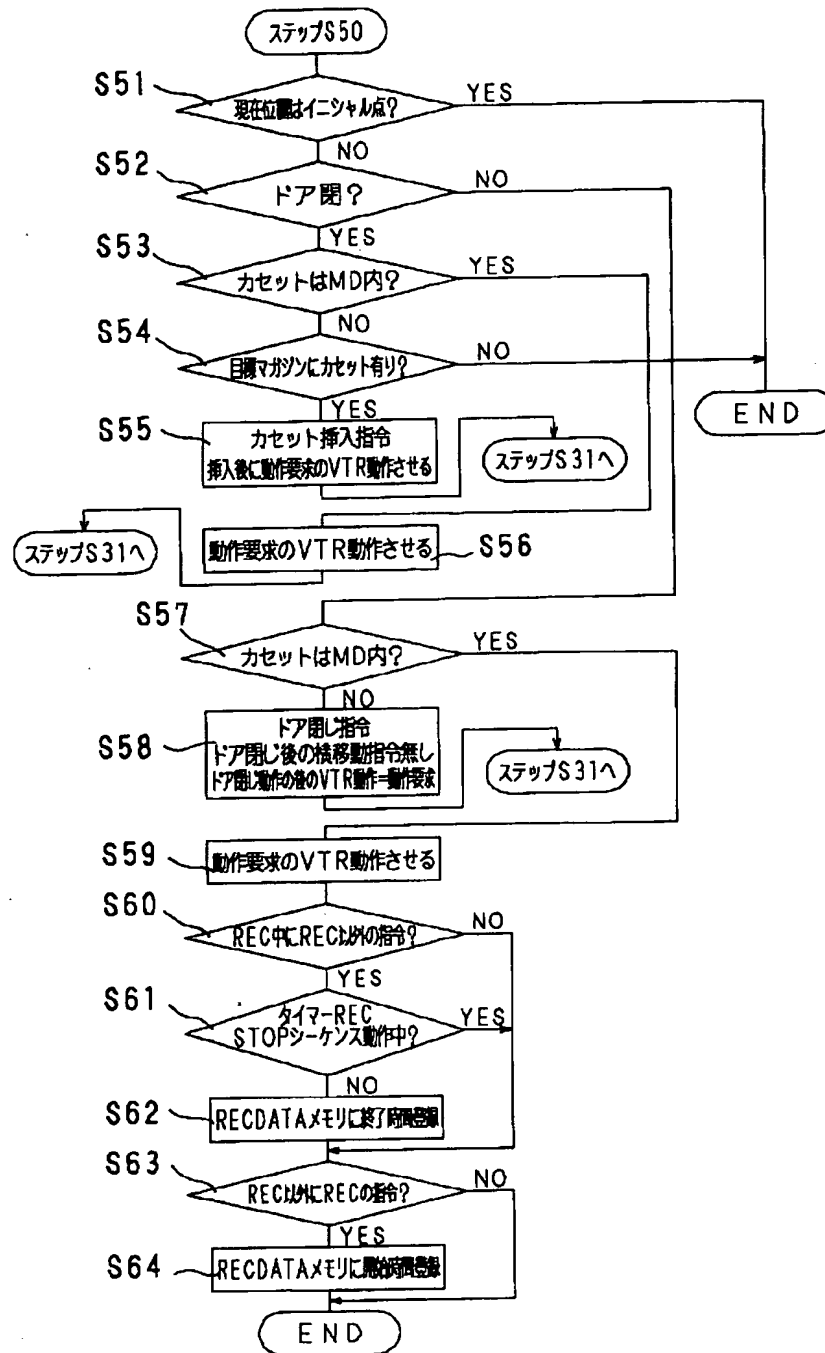 ステップS50
S51
現在位置はイニシャル点?
YES
NO
S52
ドア閉?
NO
YES
S53
カセットはMD内?
YES
NO
S54
目標マガジンにカセット有り?
NO
YES
END
S55
カセット挿入指令
挿入後に動作要求のVTR動作させる
ステップS31へ
ステップS31へ
動作要求のVTR動作させる
S56
S57
カセットはMD内?
YES
NO
S58
ドア閉じ指令
ドア閉じ後の横移動指令無し
ドア閉じ動作の後のVTR動作=動作要求
ステップS31へ
S59
動作要求のVTR動作させる
S60
REC中にREC以外の指令?
NO
YES
S61
タイマーREC
STOPシーケンス動作中?
YES
NO
S62
RECDATAメモリに終了時間登録
S63
REC以外にRECの指令?
NO
YES
S64
RECDATAメモリに開始時間登録
END